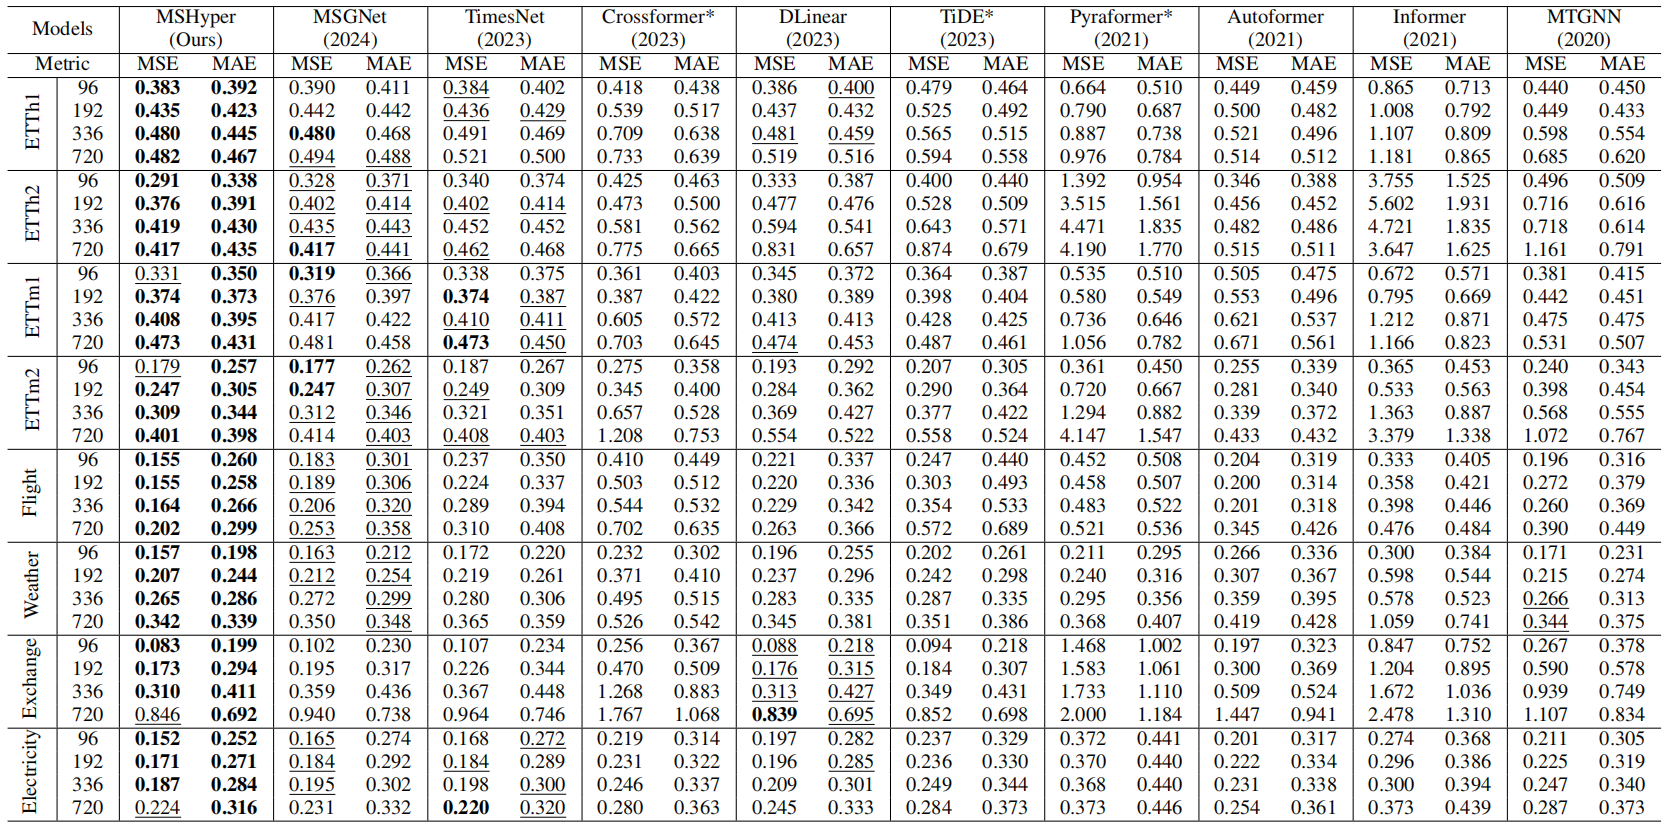 Models MSHyper MSGNet TimesNet Crossformer* DLinear TiDE* Pyraformer* Autoformer Informer MTGNN
(Ours) (2024) (2023) (2023) (2023) (2023) (2021) (2021) (2021) (2020)
Metric MSE MAE MSE MAE MSE MAE MSE MAE MSE MAE MSE MAE MSE MAE MSE MAE MSE MAE MSE MAE
ETTh1
96 0.383 0.392 0.390 0.411 0.384 0.402 0.418 0.438 0.386 0.400 0.479 0.464 0.664 0.510 0.449 0.459 0.865 0.713 0.440 0.450
192 0.435 0.423 0.442 0.442 0.436 0.429 0.539 0.517 0.437 0.432 0.525 0.492 0.790 0.687 0.500 0.482 1.008 0.792 0.449 0.433
336 0.480 0.445 0.480 0.468 0.491 0.469 0.709 0.638 0.481 0.459 0.565 0.515 0.887 0.738 0.521 0.496 1.107 0.809 0.598 0.554
720 0.482 0.467 0.494 0.488 0.521 0.500 0.733 0.639 0.519 0.516 0.594 0.558 0.976 0.784 0.514 0.512 1.181 0.865 0.685 0.620
ETTh2
96 0.291 0.338 0.328 0.371 0.340 0.374 0.425 0.463 0.333 0.387 0.400 0.440 1.392 0.954 0.346 0.388 3.755 1.525 0.496 0.509
192 0.376 0.391 0.402 0.414 0.402 0.414 0.473 0.500 0.477 0.476 0.528 0.509 3.515 1.561 0.456 0.452 5.602 1.931 0.716 0.616
336 0.419 0.430 0.435 0.443 0.452 0.452 0.581 0.562 0.594 0.541 0.643 0.571 4.471 1.835 0.482 0.486 4.721 1.835 0.718 0.614
720 0.417 0.435 0.417 0.441 0.462 0.468 0.775 0.665 0.831 0.657 0.874 0.679 4.190 1.770 0.515 0.511 3.647 1.625 1.161 0.791
ETTm1
96 0.331 0.350 0.319 0.366 0.338 0.375 0.361 0.403 0.345 0.372 0.364 0.387 0.535 0.510 0.505 0.475 0.672 0.571 0.381 0.415
192 0.374 0.373 0.376 0.397 0.374 0.387 0.387 0.422 0.380 0.389 0.398 0.404 0.580 0.549 0.553 0.496 0.795 0.669 0.442 0.451
336 0.408 0.395 0.417 0.422 0.410 0.411 0.605 0.572 0.413 0.413 0.428 0.425 0.736 0.646 0.621 0.537 1.212 0.871 0.475 0.475
720 0.473 0.431 0.481 0.458 0.473 0.450 0.703 0.645 0.474 0.453 0.487 0.461 1.056 0.782 0.671 0.561 1.166 0.823 0.531 0.507
ETTm2
96 0.179 0.257 0.177 0.262 0.187 0.267 0.275 0.358 0.193 0.292 0.207 0.305 0.361 0.450 0.255 0.339 0.365 0.453 0.240 0.343
192 0.247 0.305 0.247 0.307 0.249 0.309 0.345 0.400 0.284 0.362 0.290 0.364 0.720 0.667 0.281 0.340 0.533 0.563 0.398 0.454
336 0.309 0.344 0.312 0.346 0.321 0.351 0.657 0.528 0.369 0.427 0.377 0.422 1.294 0.882 0.339 0.372 1.363 0.887 0.568 0.555
720 0.401 0.398 0.414 0.403 0.408 0.403 1.208 0.753 0.554 0.522 0.558 0.524 4.147 1.547 0.433 0.432 3.379 1.338 1.072 0.767
Flight
96 0.155 0.260 0.183 0.301 0.237 0.350 0.410 0.449 0.221 0.337 0.247 0.440 0.452 0.508 0.204 0.319 0.333 0.405 0.196 0.316
192 0.155 0.258 0.189 0.306 0.224 0.337 0.503 0.512 0.220 0.336 0.303 0.493 0.458 0.507 0.200 0.314 0.358 0.421 0.272 0.379
336 0.164 0.266 0.206 0.320 0.289 0.394 0.544 0.532 0.229 0.342 0.354 0.533 0.483 0.522 0.201 0.318 0.398 0.446 0.260 0.369
720 0.202 0.299 0.253 0.358 0.310 0.408 0.702 0.635 0.263 0.366 0.572 0.689 0.521 0.536 0.345 0.426 0.476 0.484 0.390 0.449
Weather
96 0.157 0.198 0.163 0.212 0.172 0.220 0.232 0.302 0.196 0.255 0.202 0.261 0.211 0.295 0.266 0.336 0.300 0.384 0.171 0.231
192 0.207 0.244 0.212 0.254 0.219 0.261 0.371 0.410 0.237 0.296 0.242 0.298 0.240 0.316 0.307 0.367 0.598 0.544 0.215 0.274
336 0.265 0.286 0.272 0.299 0.280 0.306 0.495 0.515 0.283 0.335 0.287 0.335 0.295 0.356 0.359 0.395 0.578 0.523 0.266 0.313
720 0.342 0.339 0.350 0.348 0.365 0.359 0.526 0.542 0.345 0.381 0.351 0.386 0.368 0.407 0.419 0.428 1.059 0.741 0.344 0.375
Exchange
96 0.083 0.199 0.102 0.230 0.107 0.234 0.256 0.367 0.088 0.218 0.094 0.218 1.468 1.002 0.197 0.323 0.847 0.752 0.267 0.378
192 0.173 0.294 0.195 0.317 0.226 0.344 0.470 0.509 0.176 0.315 0.184 0.307 1.583 1.061 0.300 0.369 1.204 0.895 0.590 0.578
336 0.310 0.411 0.359 0.436 0.367 0.448 1.268 0.883 0.313 0.427 0.349 0.431 1.733 1.110 0.509 0.524 1.672 1.036 0.939 0.749
720 0.846 0.692 0.940 0.738 0.964 0.746 1.767 1.068 0.839 0.695 0.852 0.698 2.000 1.184 1.447 0.941 2.478 1.310 1.107 0.834
Electricity
96 0.152 0.252 0.165 0.274 0.168 0.272 0.219 0.314 0.197 0.282 0.237 0.329 0.372 0.441 0.201 0.317 0.274 0.368 0.211 0.305
192 0.171 0.271 0.184 0.292 0.184 0.289 0.231 0.322 0.196 0.285 0.236 0.330 0.370 0.440 0.222 0.334 0.296 0.386 0.225 0.319
336 0.187 0.284 0.195 0.302 0.198 0.300 0.246 0.337 0.209 0.301 0.249 0.344 0.368 0.440 0.231 0.338 0.300 0.394 0.247 0.340
720 0.224 0.316 0.231 0.332 0.220 0.320 0.280 0.363 0.245 0.333 0.284 0.373 0.373 0.446 0.254 0.361 0.373 0.439 0.287 0.373